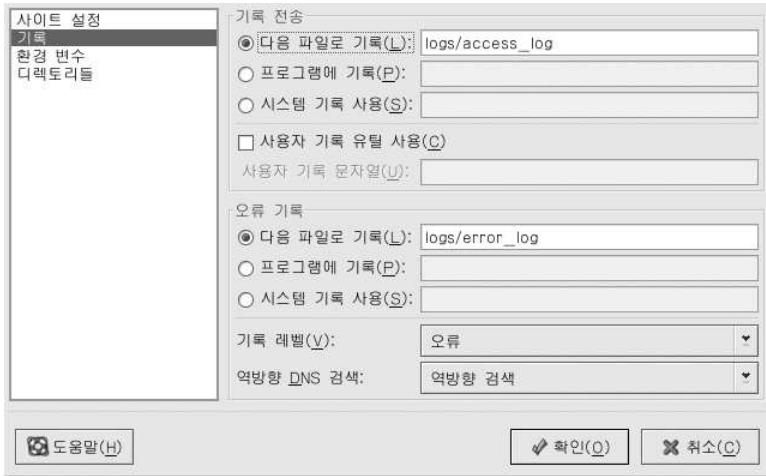 사이트 설정
기록
환경 변수
디렉토리들
기록 전송
다음 파일로 기록(L): logs/access_log
프로그램에 기록(P):
시스템 기록 사용(S):
사용자 기록 유틸 사용(C)
사용자 기록 문자열(U):
오류 기록
다음 파일로 기록(L): logs/error_log
프로그램에 기록(P):
시스템 기록 사용(S):
기록 레벨(V): 오류
역방향 DNS 검색: 역방향 검색
도움말(H)
확인(O)
취소(C)